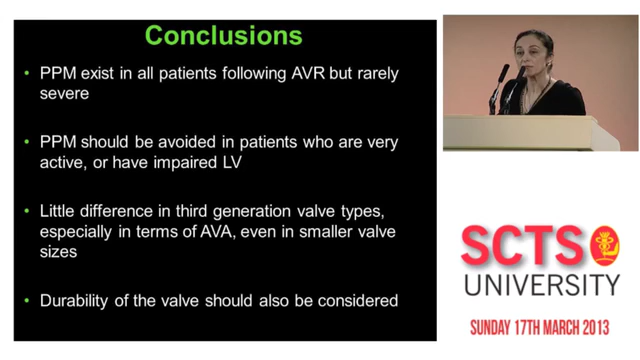 Conclusions
• PPM exist in all patients following AVR but rarely
severe
• PPM should be avoided in patients who are very
active, or have impaired LV
• Little difference in third generation valve types,
especially in terms of AVA, even in smaller valve
sizes
• Durability of the valve should also be considered
SCTS
UNIVERSITY
SUNDAY 17TH MARCH 2013